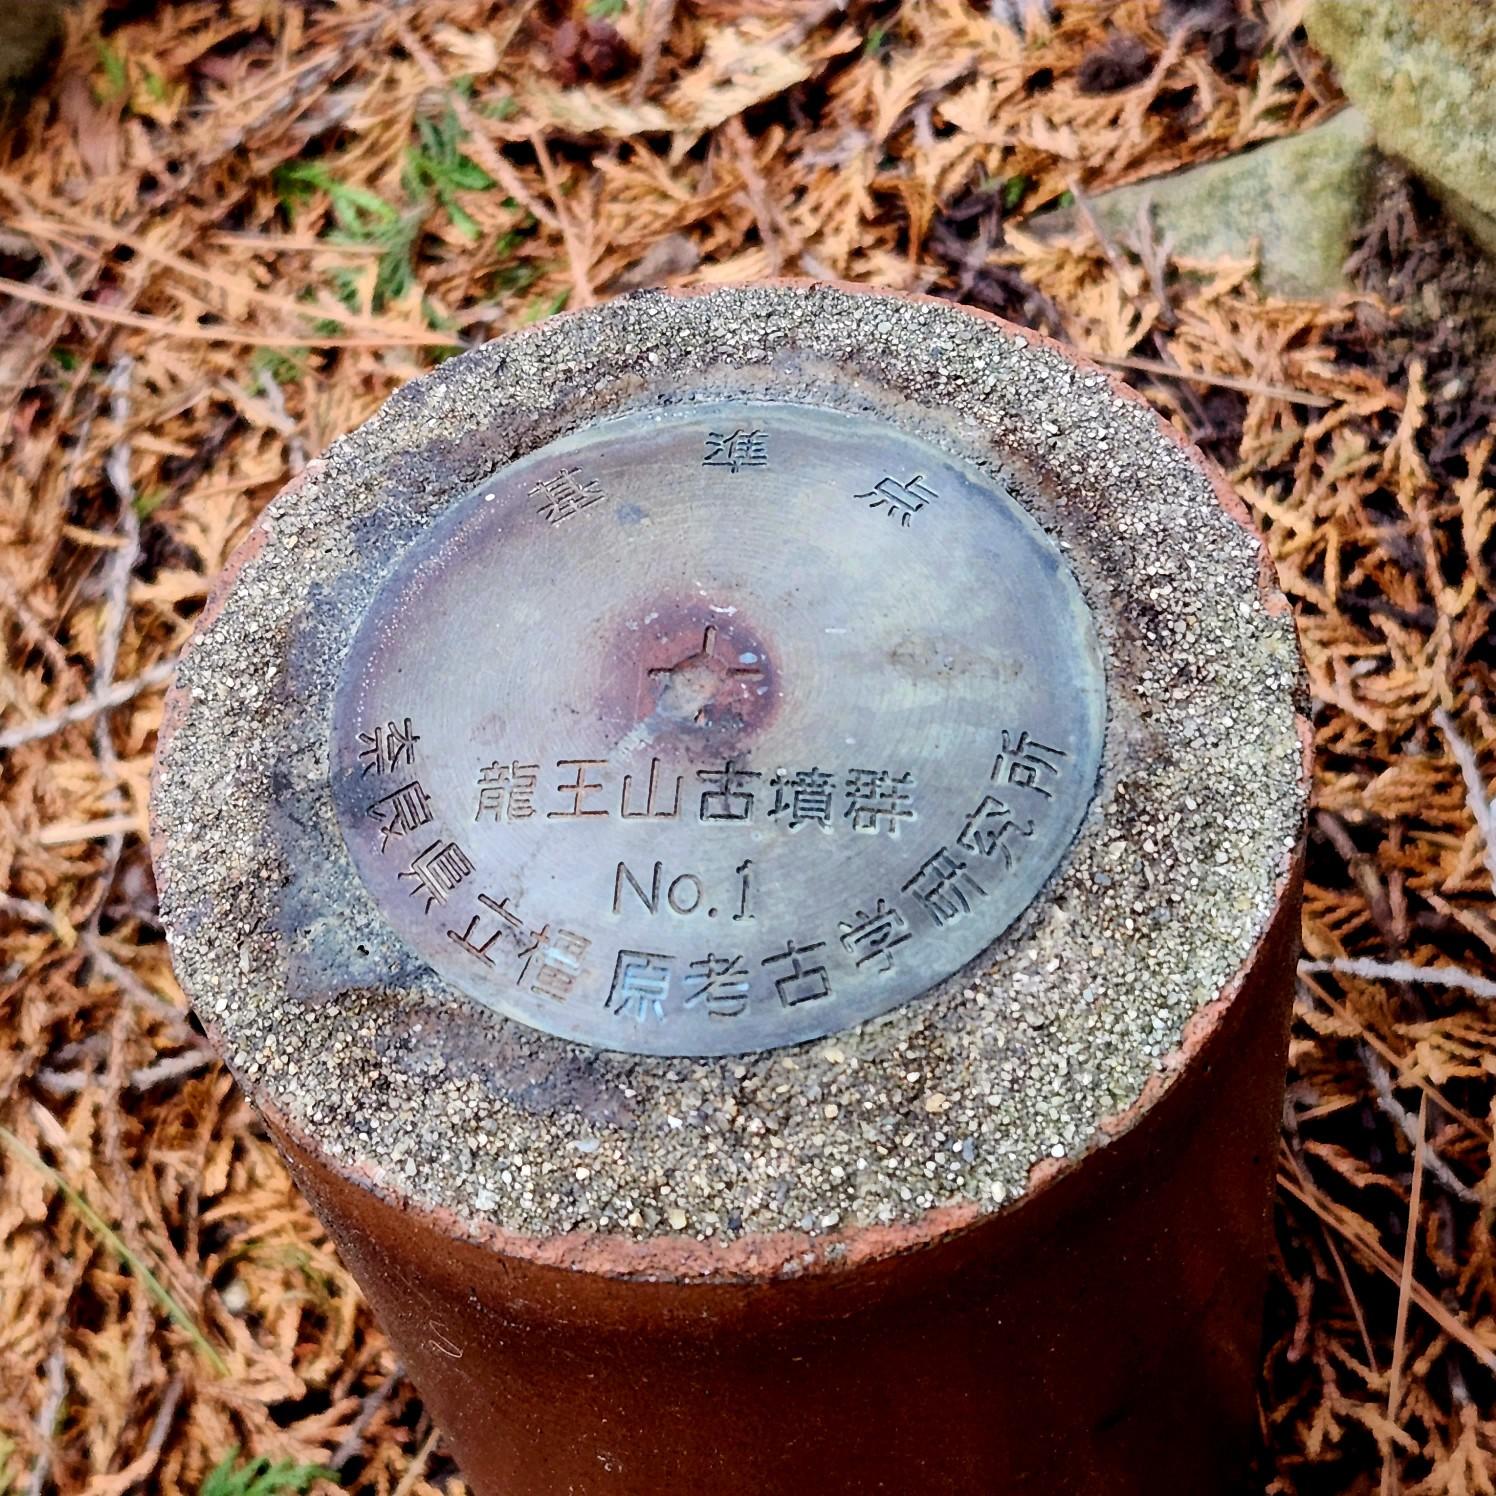 基準点
龍王山古墳群
No.1
奈良県立橿原考古学研究所